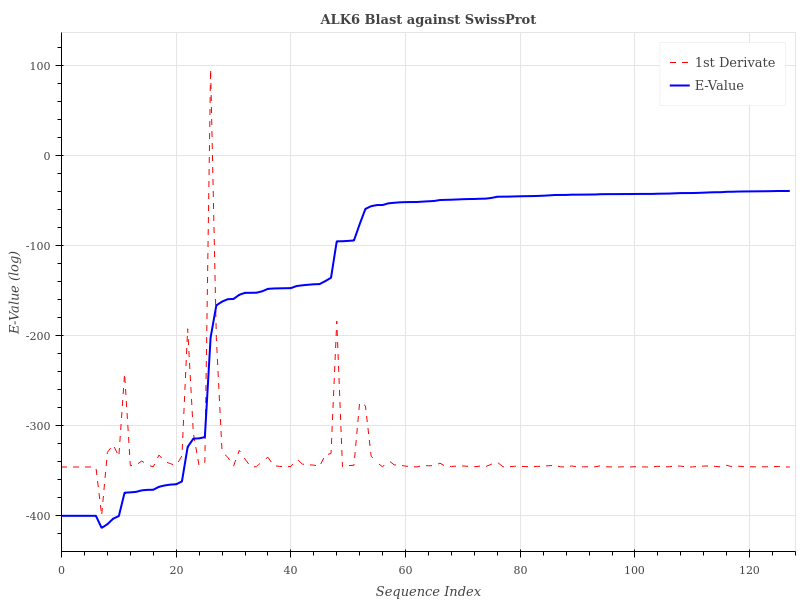 ALK6 Blast against SwissProt
1st Derivate
E-Value
E-Value (log)
100
0
-100
-200
-300
-400
0 20 40 60 80 100 120
Sequence Index